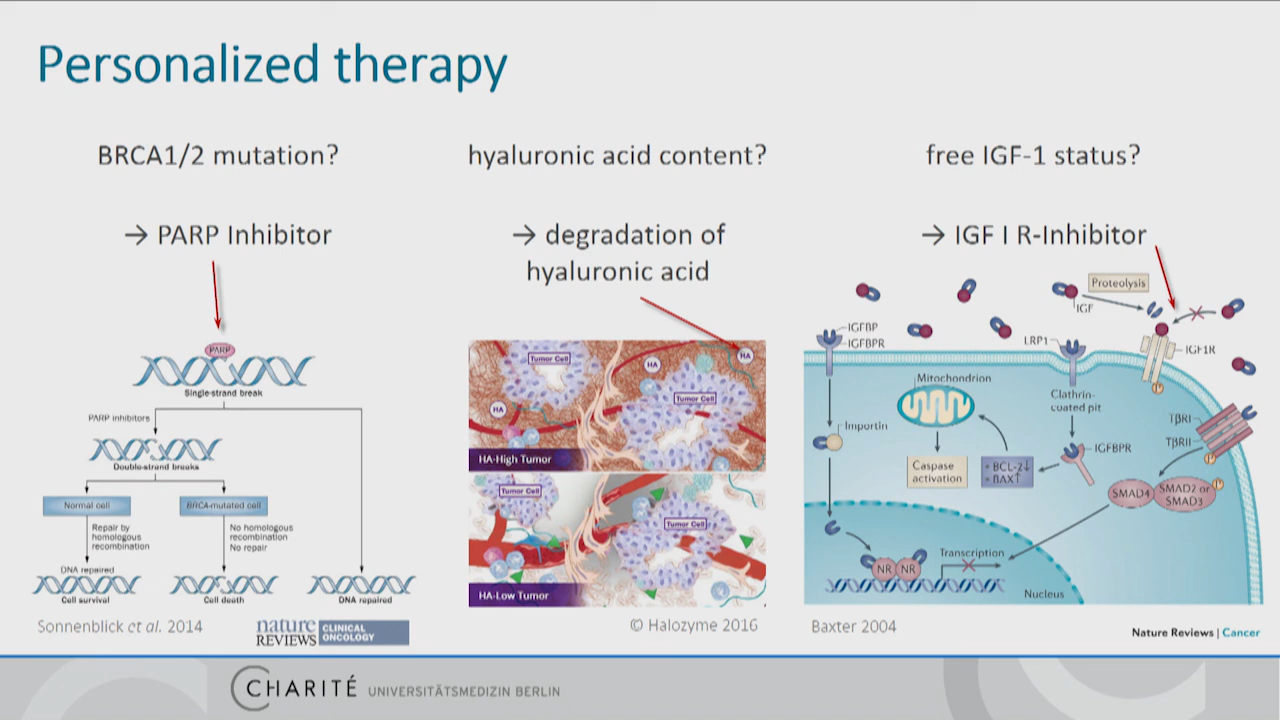 Personalized therapy
BRCA1/2 mutation?
→ PARP Inhibitor
PARP
Single-strand break
PARP inhibitors
Double-strand breaks
Normal cell
BRCA-mutated cell
Repair by
homologous
recombination
No homologous
recombination
No repair
DNA repaired
Cell survival
Cell death
DNA repaired
Sonnenblick et al. 2014
nature
REVIEWS
CLINICAL
ONCOLOGY
hyaluronic acid content?
→ degradation of
hyaluronic acid
Tumor Cell
HA
HA
Tumor Cell
HA
HA-High Tumor
Tumor Cell
Tumor Cell
HA-Low Tumor
© Halozyme 2016
free IGF-1 status?
→ IGF I R-Inhibitor
Proteolysis
IGF
IGFBP
IGFBPR
LRP1
IGF1R
P
Mitochondrion
Clathrin-
coated pit
Importin
TβRI
TβRII
P
IGFBPR
Caspase
activation
• BCL-2↓
• BAX↑
P
SMAD4
SMAD2 or
SMAD3
Transcription
NR
NR
Nucleus
Baxter 2004
Nature Reviews | Cancer
CHARITÉ UNIVERSITÄTSMEDIZIN BERLIN